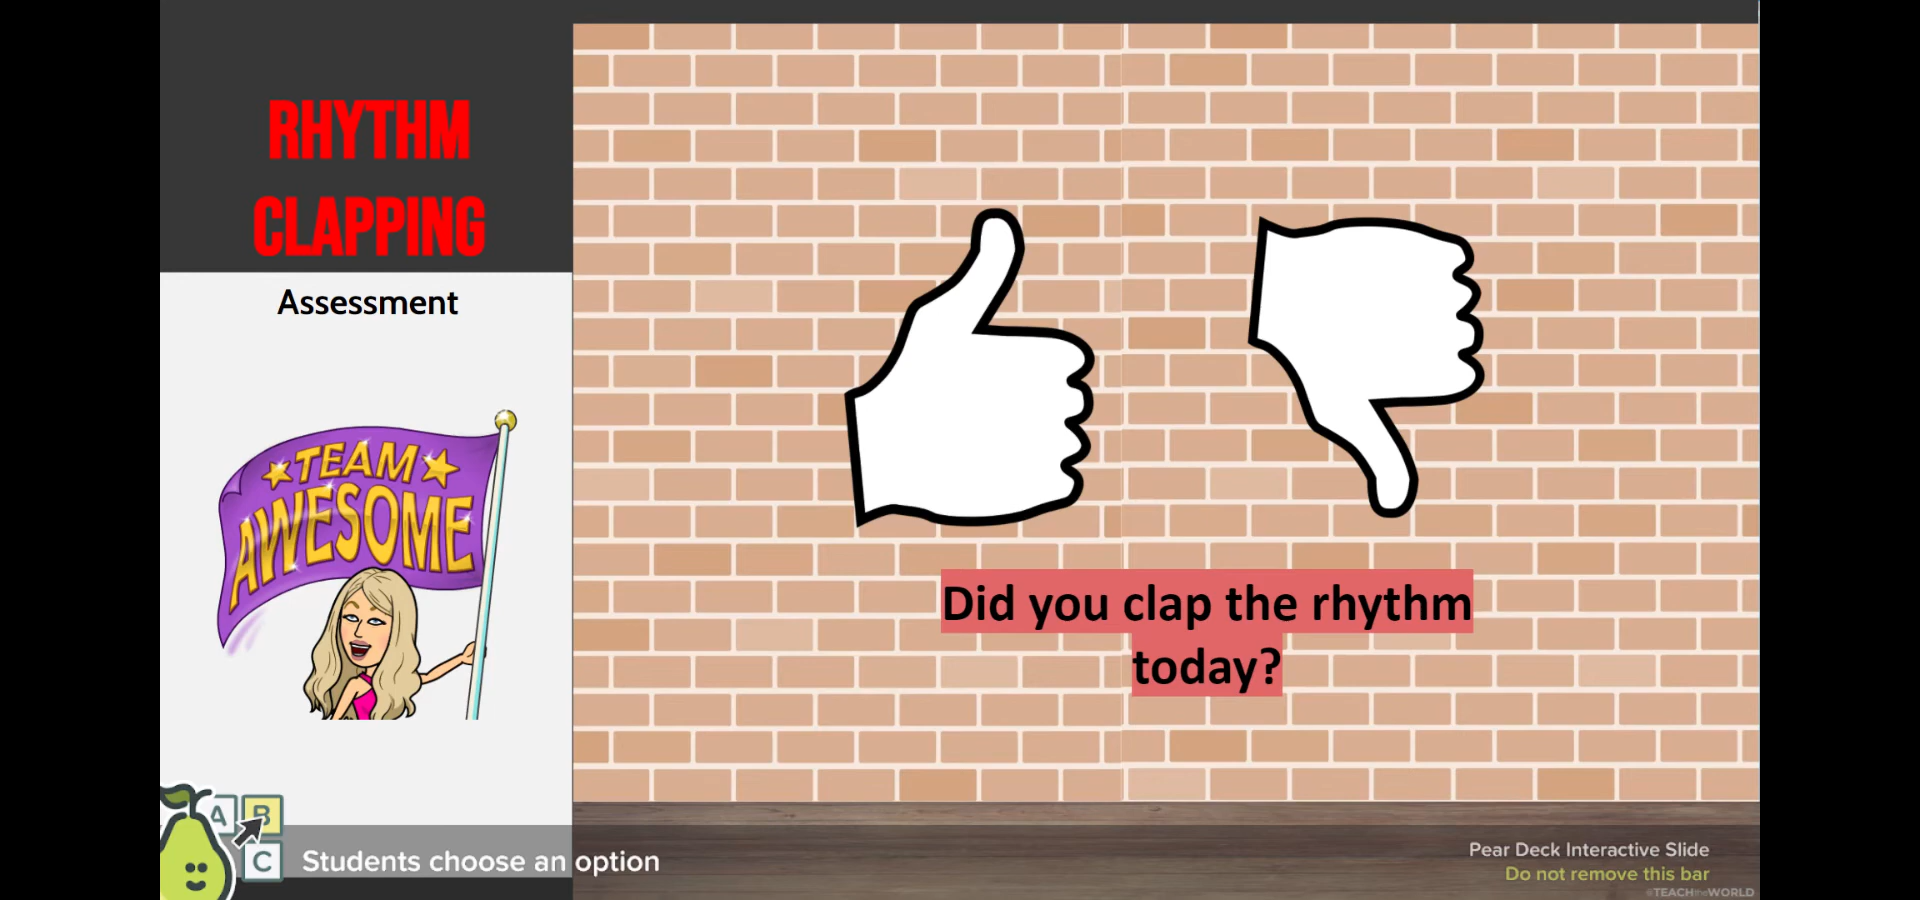 RHYTHM
CLAPPING
Assessment
TEAM
AWESOME
Did you clap the rhythm
today?
A B
C
Students choose an option
Pear Deck Interactive Slide
Do not remove this bar
©TEACHtheWORLD